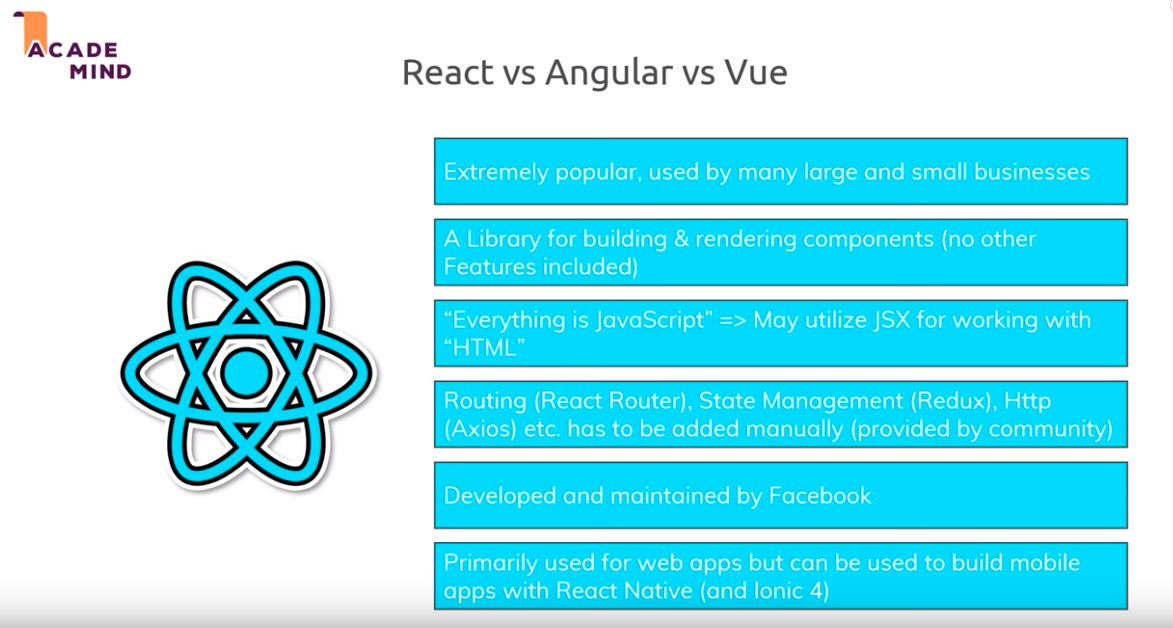 ACADE
MIND
React vs Angular vs Vue
Extremely popular, used by many large and small businesses
A Library for building & rendering components (no other
Features included)
“Everything is JavaScript” => May utilize JSX for working with
“HTML”
Routing (React Router), State Management (Redux), Http
(Axios) etc. has to be added manually (provided by community)
Developed and maintained by Facebook
Primarily used for web apps but can be used to build mobile
apps with React Native (and Ionic 4)